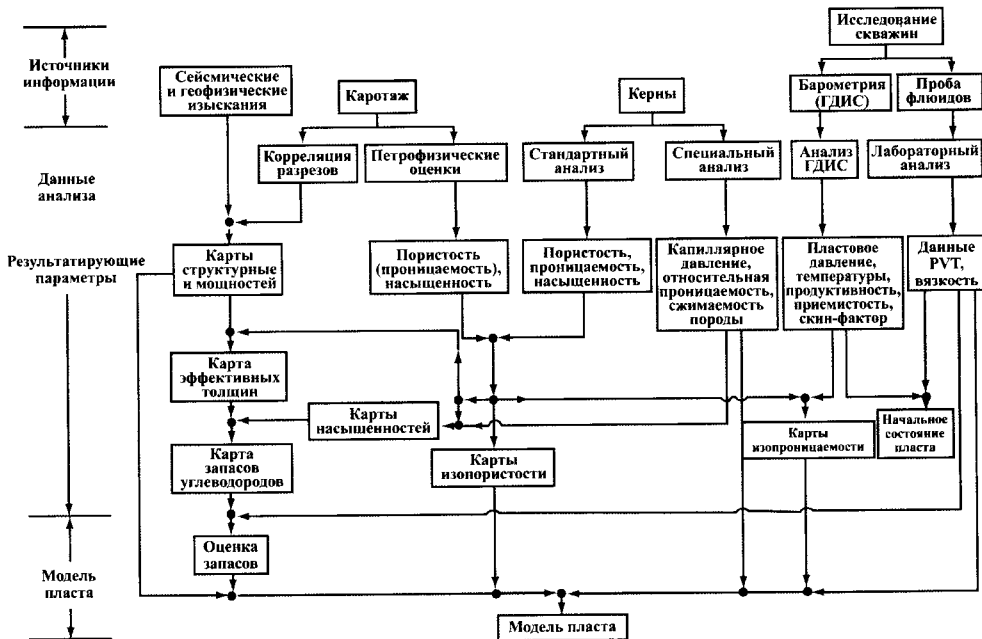 Исследование
скважин
Источники
информации
Сейсмические
и геофизические
изыскания
Каротаж
Керны
Барометрия
(ГДИС)
Проба
флюидов
Данные
анализа
Корреляция
разрезов
Петрофизические
оценки
Стандартный
анализ
Специальный
анализ
Анализ
ГДИС
Лабораторный
анализ
Результатирующие
параметры
Карты
структурные
и мощностей
Пористость
(проницаемость),
насыщенность
Пористость,
проницаемость,
насыщенность
Капиллярное
давление,
относительная
проницаемость,
сжимаемость
породы
Пластовое
давление,
температуры,
продуктивность,
приемистость,
скин-фактор
Данные
PVT,
вязкость
Карта
эффективных
толщин
Карты
насыщенностей
Карта
запасов
углеводородов
Карты
изопористости
Карты
изопроницаемости
Начальное
состояние
пласта
Оценка
запасов
Модель
пласта
Модель пласта